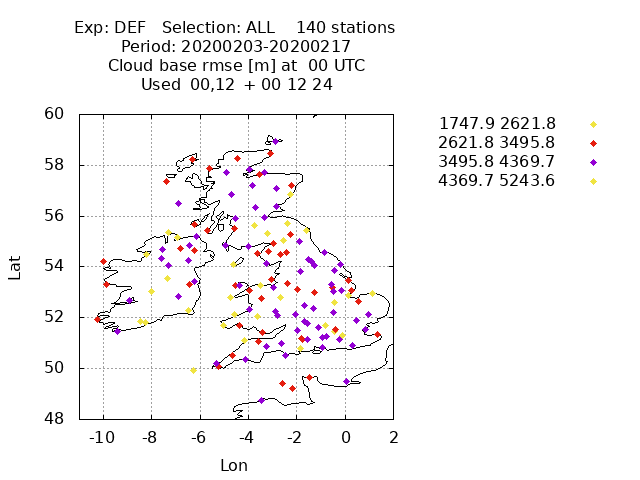 Exp: DEF Selection: ALL 140 stations
Period: 20200203-20200217
Cloud base rmse [m] at 00 UTC
Used 00,12 + 00 12 24
1747.9 2621.8
2621.8 3495.8
3495.8 4369.7
4369.7 5243.6
60
58
56
54
52
50
48
Lat
-10 -8 -6 -4 -2 0 2
Lon